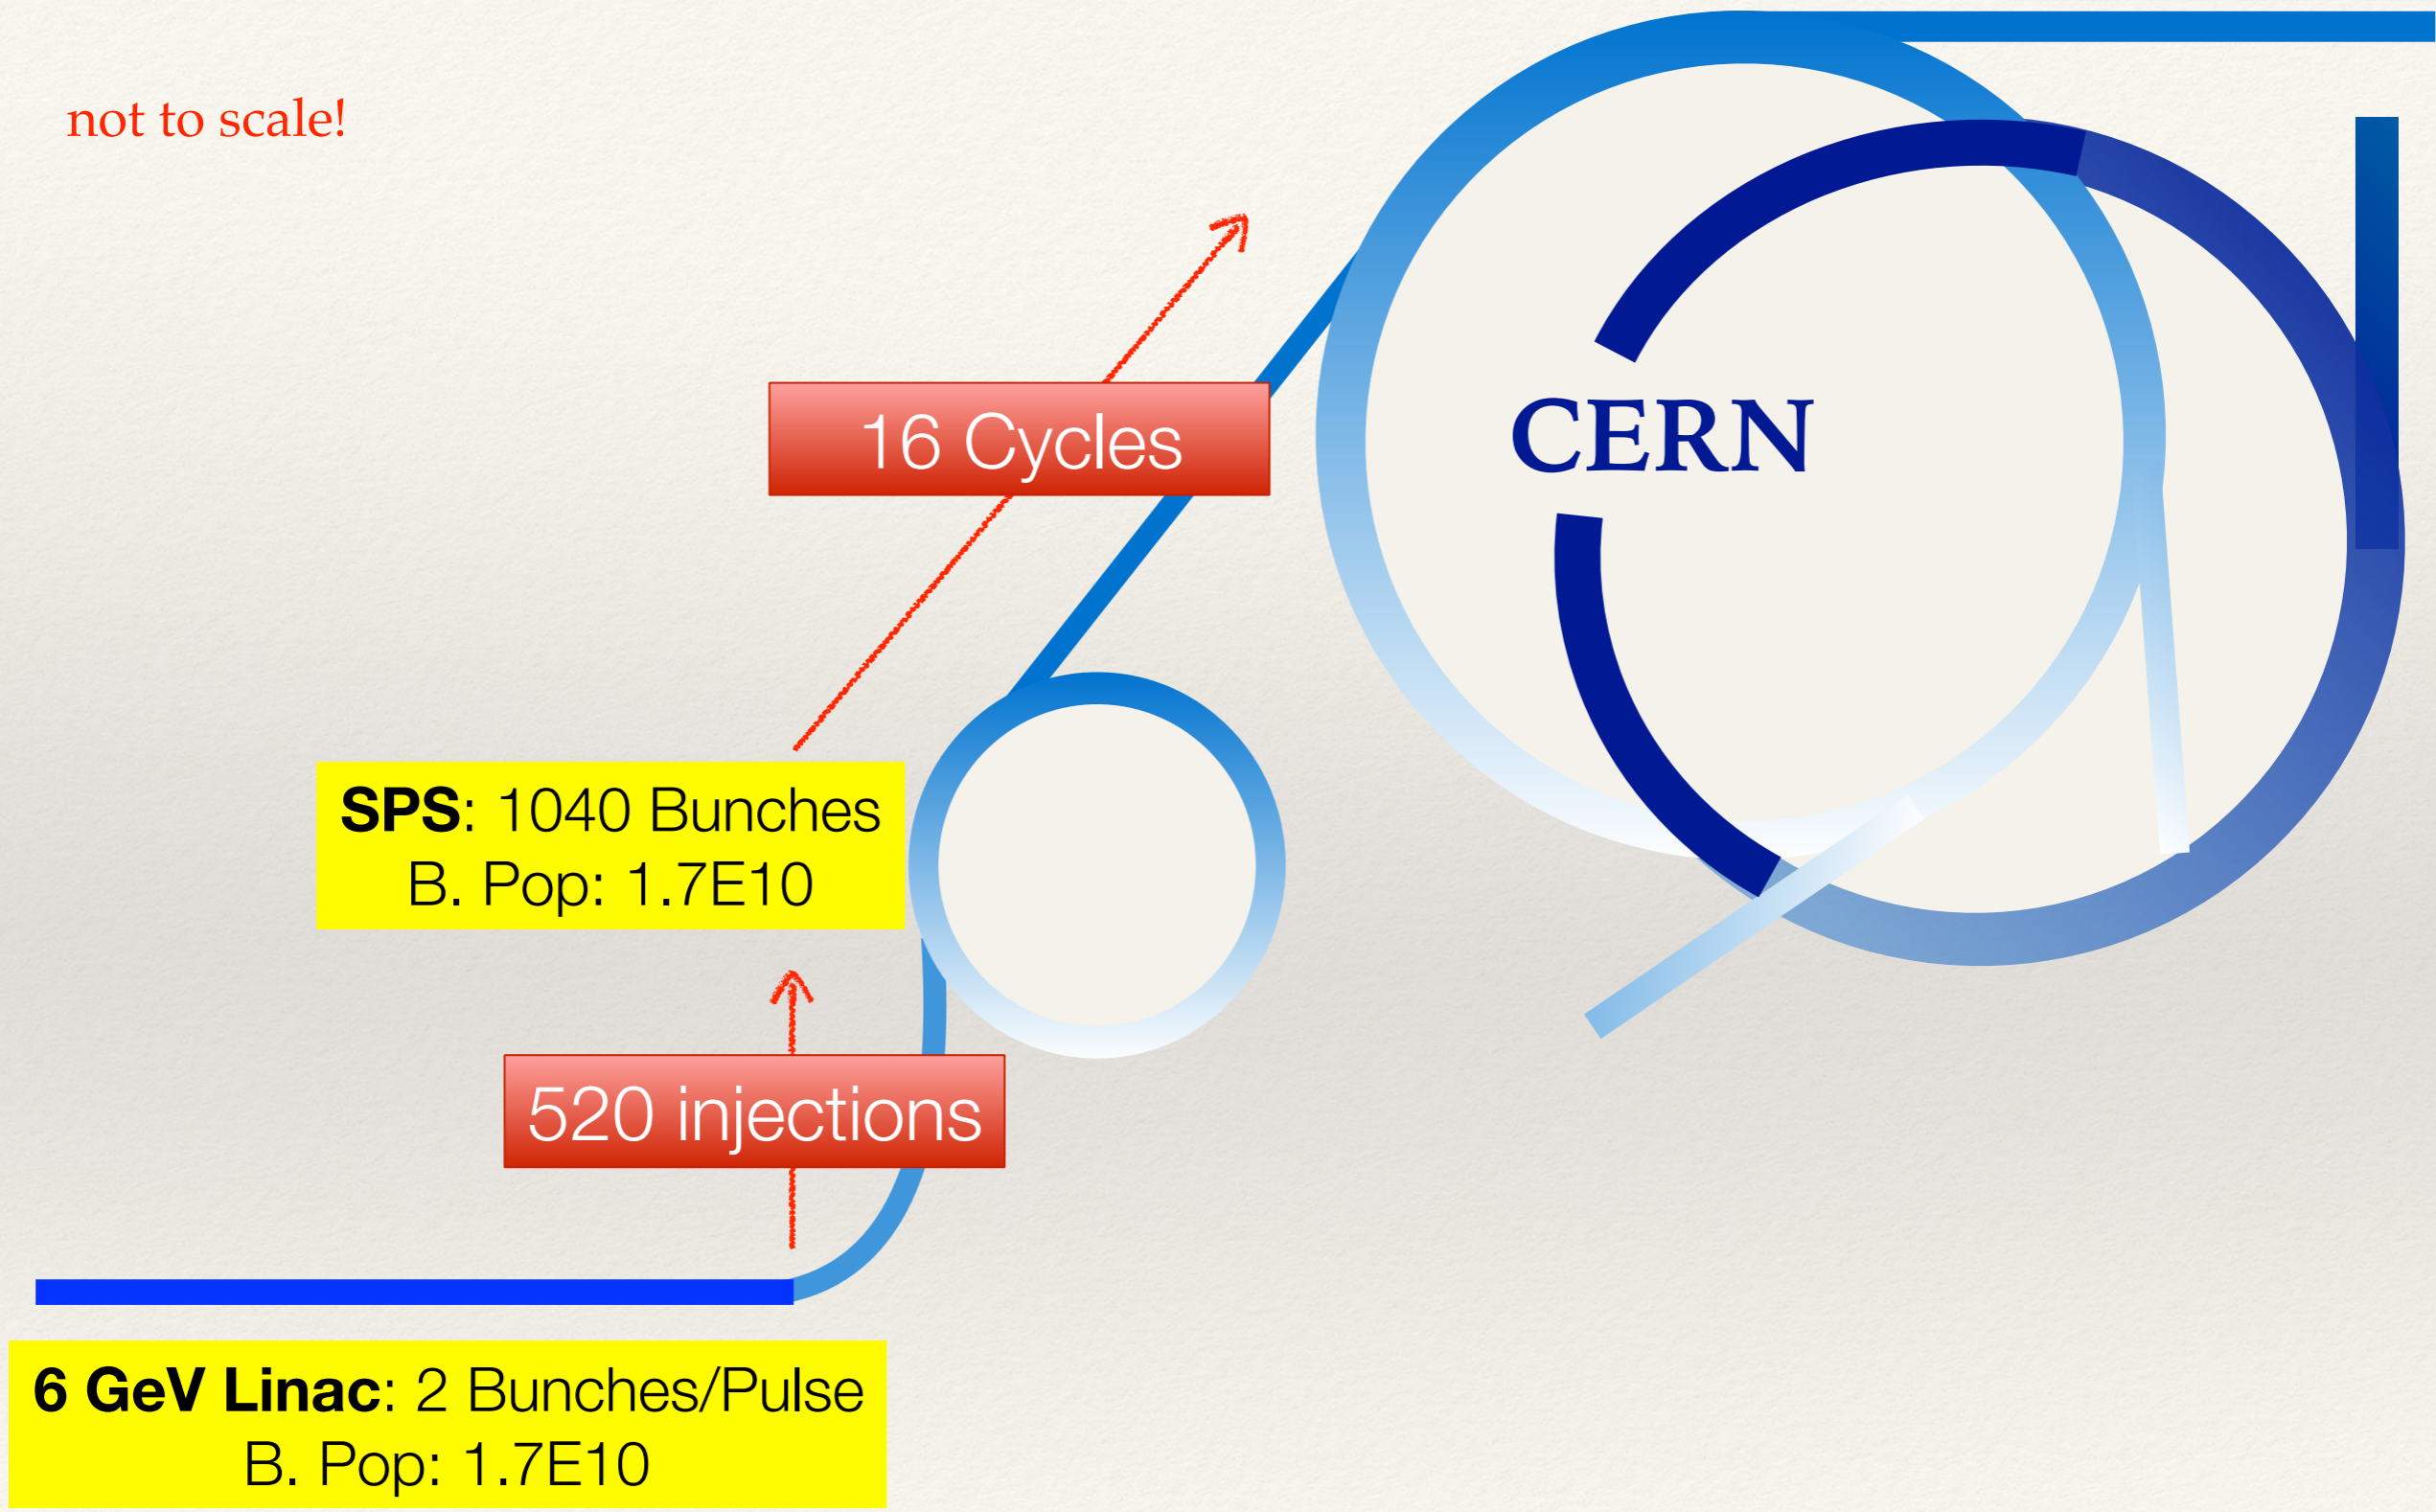 not to scale!
16 Cycles
CERN
SPS: 1040 Bunches
B. Pop: 1.7E10
520 injections
6 GeV Linac: 2 Bunches/Pulse
B. Pop: 1.7E10